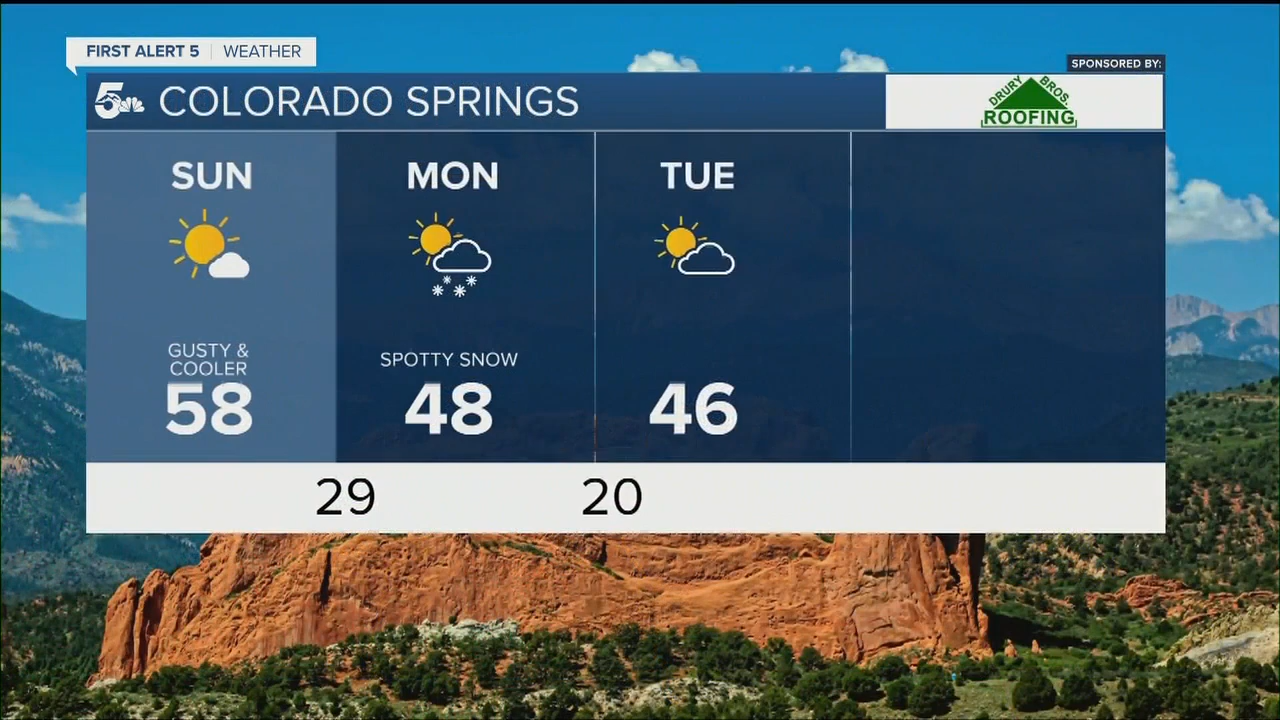 FIRST ALERT 5 | WEATHER
SPONSORED BY:
5 COLORADO SPRINGS
DRURY BROS.
ROOFING
SUN
MON
TUE
GUSTY &
COOLER
SPOTTY SNOW
58
48
46
29
20